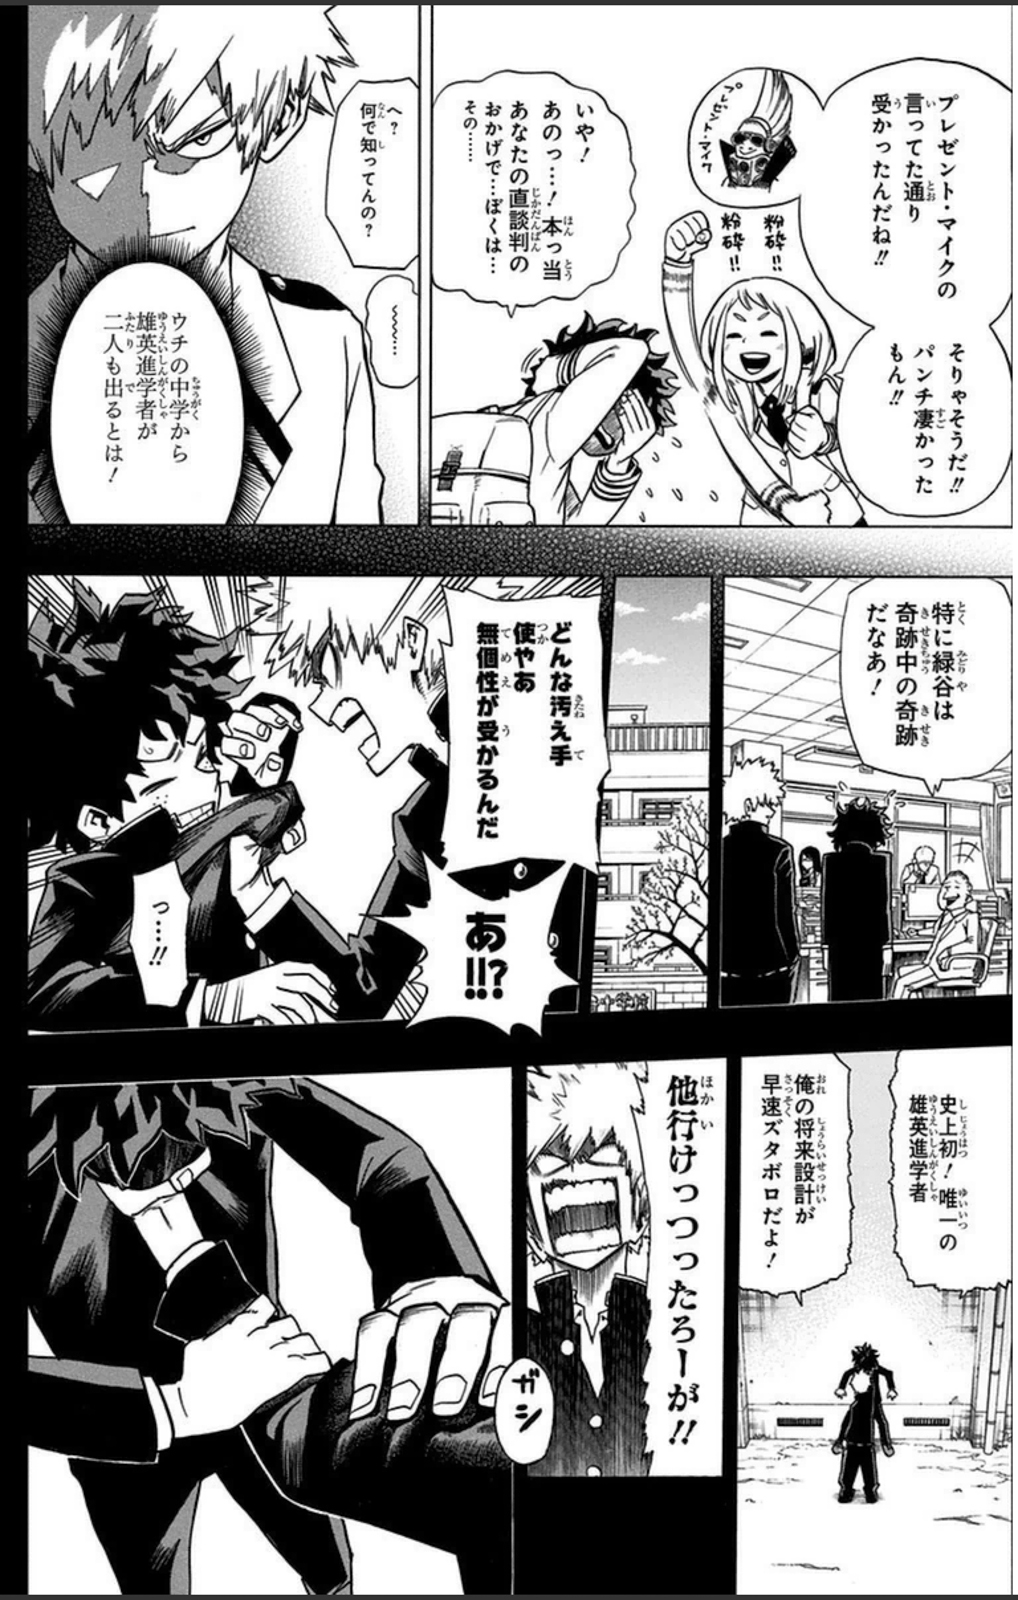 プレゼント・マイクの
言ってた通り
受かったんだね!!
プレゼント・マイク
そりゃそうだ!!
パンチ凄かった
もん!!
粉砕!!
粉砕!!
いや!
あのっ…!本っ当
あなたの直談判の
おかげで…ぼくは…
その……
へ?
何で知ってんの?
ウチの中学から
雄英進学者が
二人も出るとは!
特に緑谷は
奇跡中の奇跡
だなあ!
どんな汚え手
使やあ
無個性が受かるんだ
あ!!?
っ…!!
史上初!唯一の
雄英進学者
俺の将来設計が
早速ズタボロだよ!
他行けっつったろーが!!
ガシ